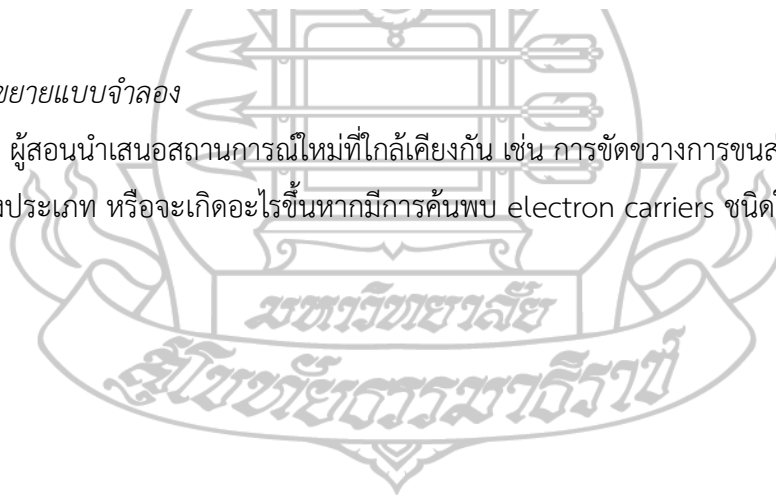 ขยายแบบจำลอง
ผู้สอนนำเสนอสถานการณ์ใหม่ที่ใกล้เคียงกัน เช่น การขัดขวางการขนส
งประเภท หรือจะเกิดอะไรขึ้นหากมีการค้นพบ electron carriers ชนิดใ
มหาวิทยาลัย
สุโขทัยธรรมาธิราช